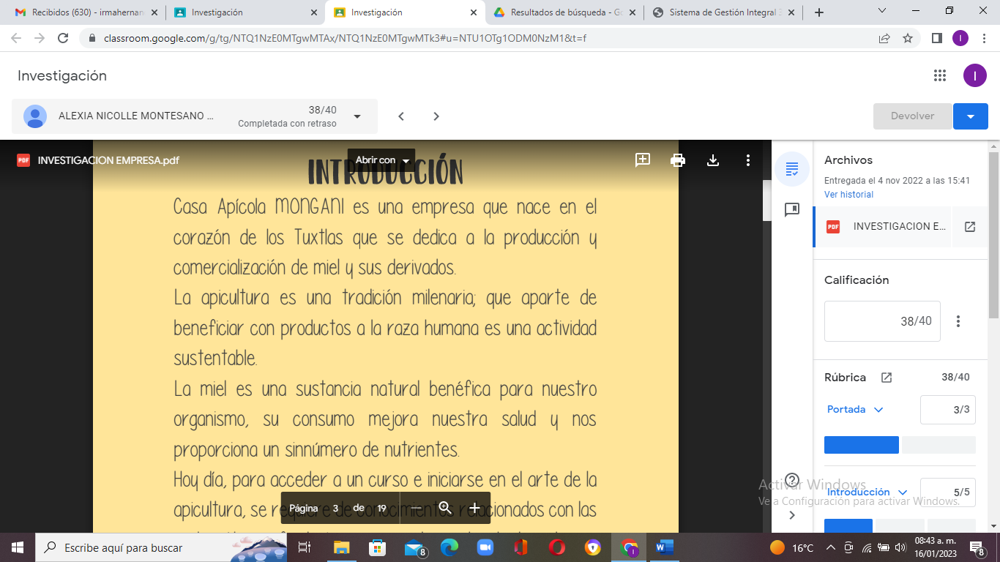 Recibidos (630) - irmahernan
Investigación
Investigación
Resultados de búsqueda - Go
Sistema de Gestión Integral
classroom.google.com/g/tg/NTQ1NzE0MTgwMTAx/NTQ1NzE0MTgwMTk3#u=NTU1OTg1ODM0NzM1&t=f
I
Investigación
I
ALEXIA NICOLLE MONTESANO ...
38/40
Completada con retraso
Devolver
PDF INVESTIGACION EMPRESA.pdf
Abrir con
INTRODUCCIÓN
Casa Apícola MONGANI es una empresa que nace en el
corazón de los Tuxtlas que se dedica a la producción y
comercialización de miel y sus derivados.
La apicultura es una tradición milenaria; que aparte de
beneficiar con productos a la raza humana es una actividad
sustentable.
La miel es una sustancia natural benéfica para nuestro
organismo, su consumo mejora nuestra salud y nos
proporciona un sinnúmero de nutrientes.
Hoy día, para acceder a un curso e iniciarse en el arte de la
apicultura, se requiere de conocimientos relacionados con las
Página 3 de 19
Archivos
Entregada el 4 nov 2022 a las 15:41
Ver historial
PDF INVESTIGACION E...
Calificación
38/40
Rúbrica 38/40
Portada 3/3
Introducción 5/5
Activar Windows
Ve a Configuración para activar Windows.
Escribe aquí para buscar
8
16°C
08:43 a. m.
16/01/2023
8